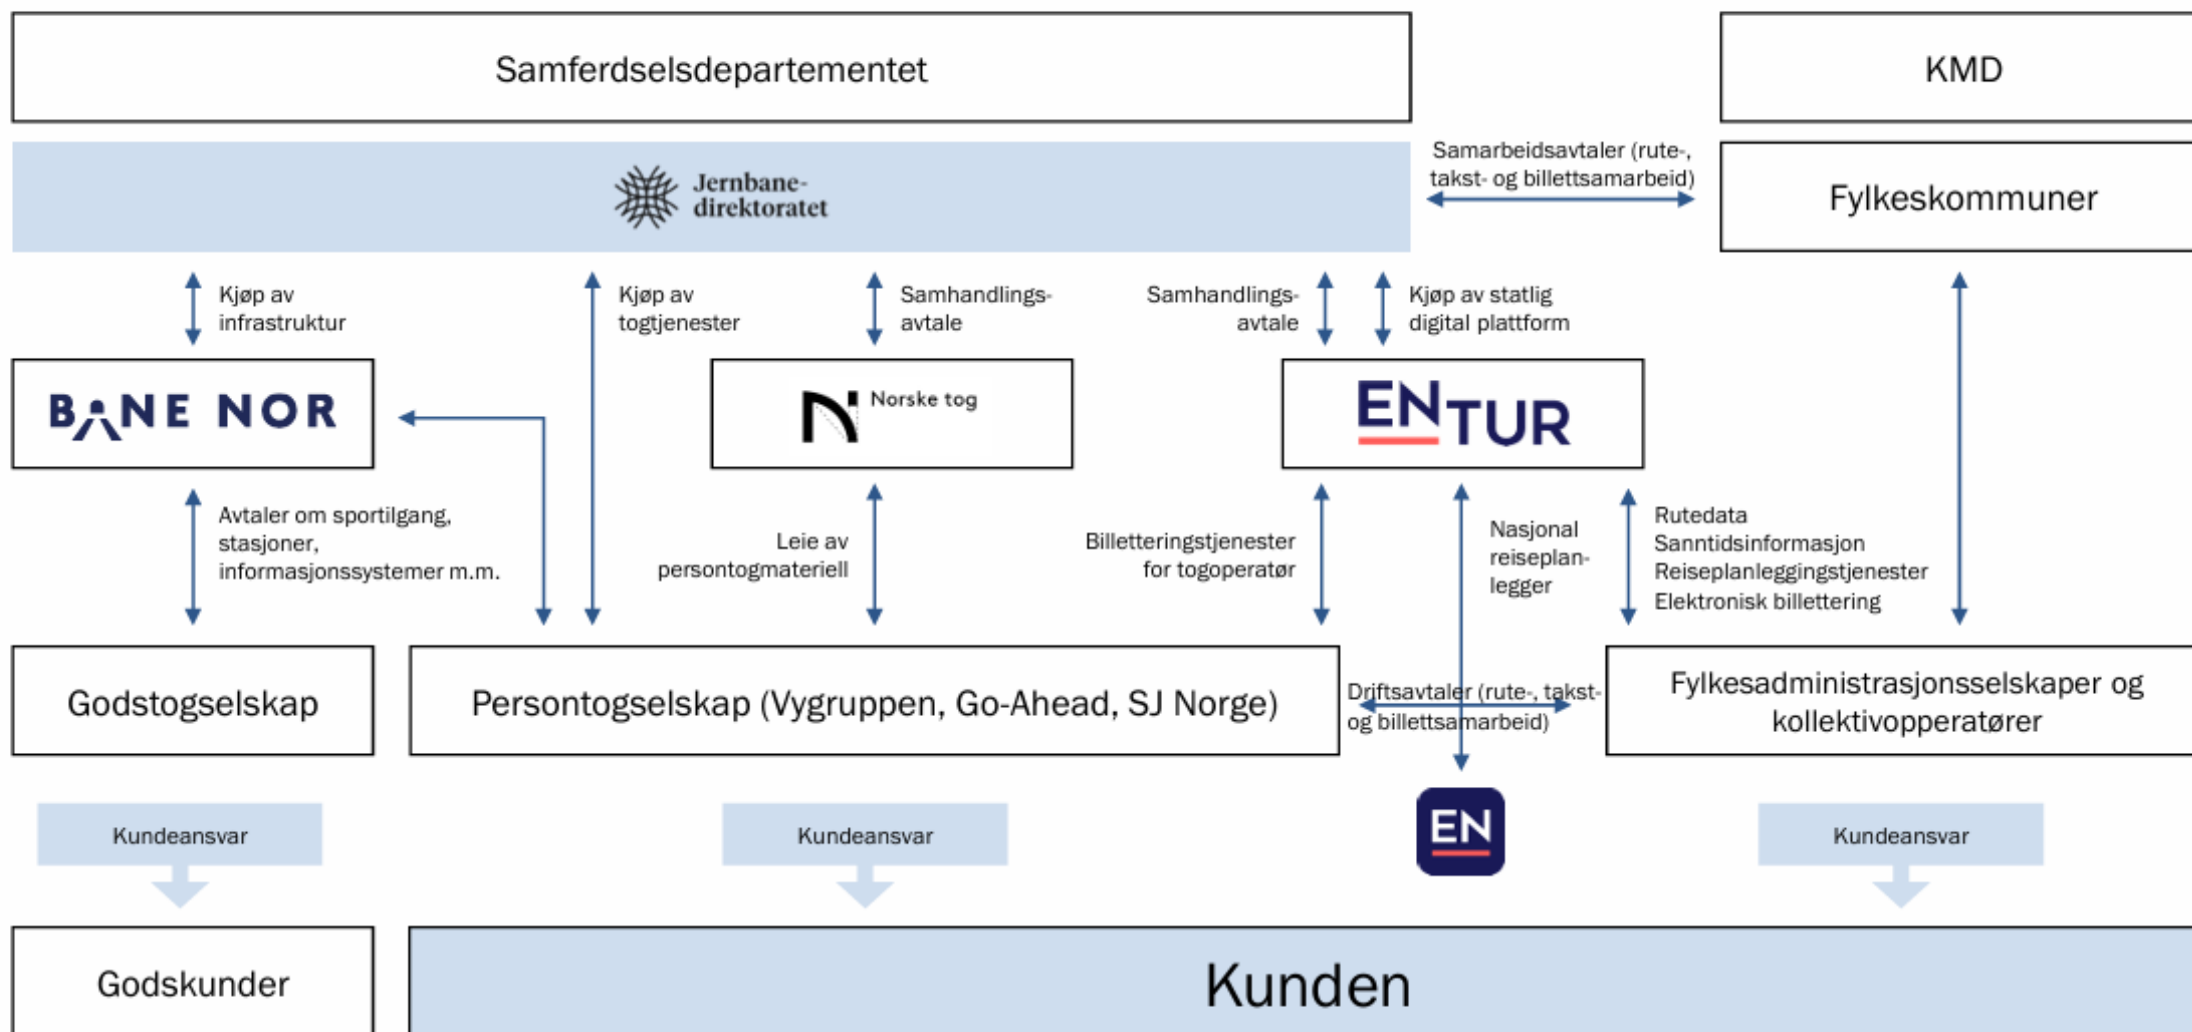 Samferdselsdepartementet
KMD
Jernbane-
direktoratet
Samarbeidsavtaler (rute-,
takst- og billettsamarbeid)
Fylkeskommuner
Kjøp av
infrastruktur
Kjøp av
togtjenester
Samhandlings-
avtale
Samhandlings-
avtale
Kjøp av statlig
digital plattform
BANE NOR
Norske tog
ENTUR
Avtaler om sportilgang,
stasjoner,
informasjonssystemer m.m.
Leie av
persontogmateriell
Billetteringstjenester
for togoperatør
Nasjonal
reiseplan-
legger
Rutedata
Sanntidsinformasjon
Reiseplanleggingstjenester
Elektronisk billettering
Godstogselskap
Persontogselskap (Vygruppen, Go-Ahead, SJ Norge)
Driftsavtaler (rute-, takst-
og billettsamarbeid)
Fylkesadministrasjonsselskaper og
kollektivopperatører
Kundeansvar
Kundeansvar
EN
Kundeansvar
Godskunder
Kunden